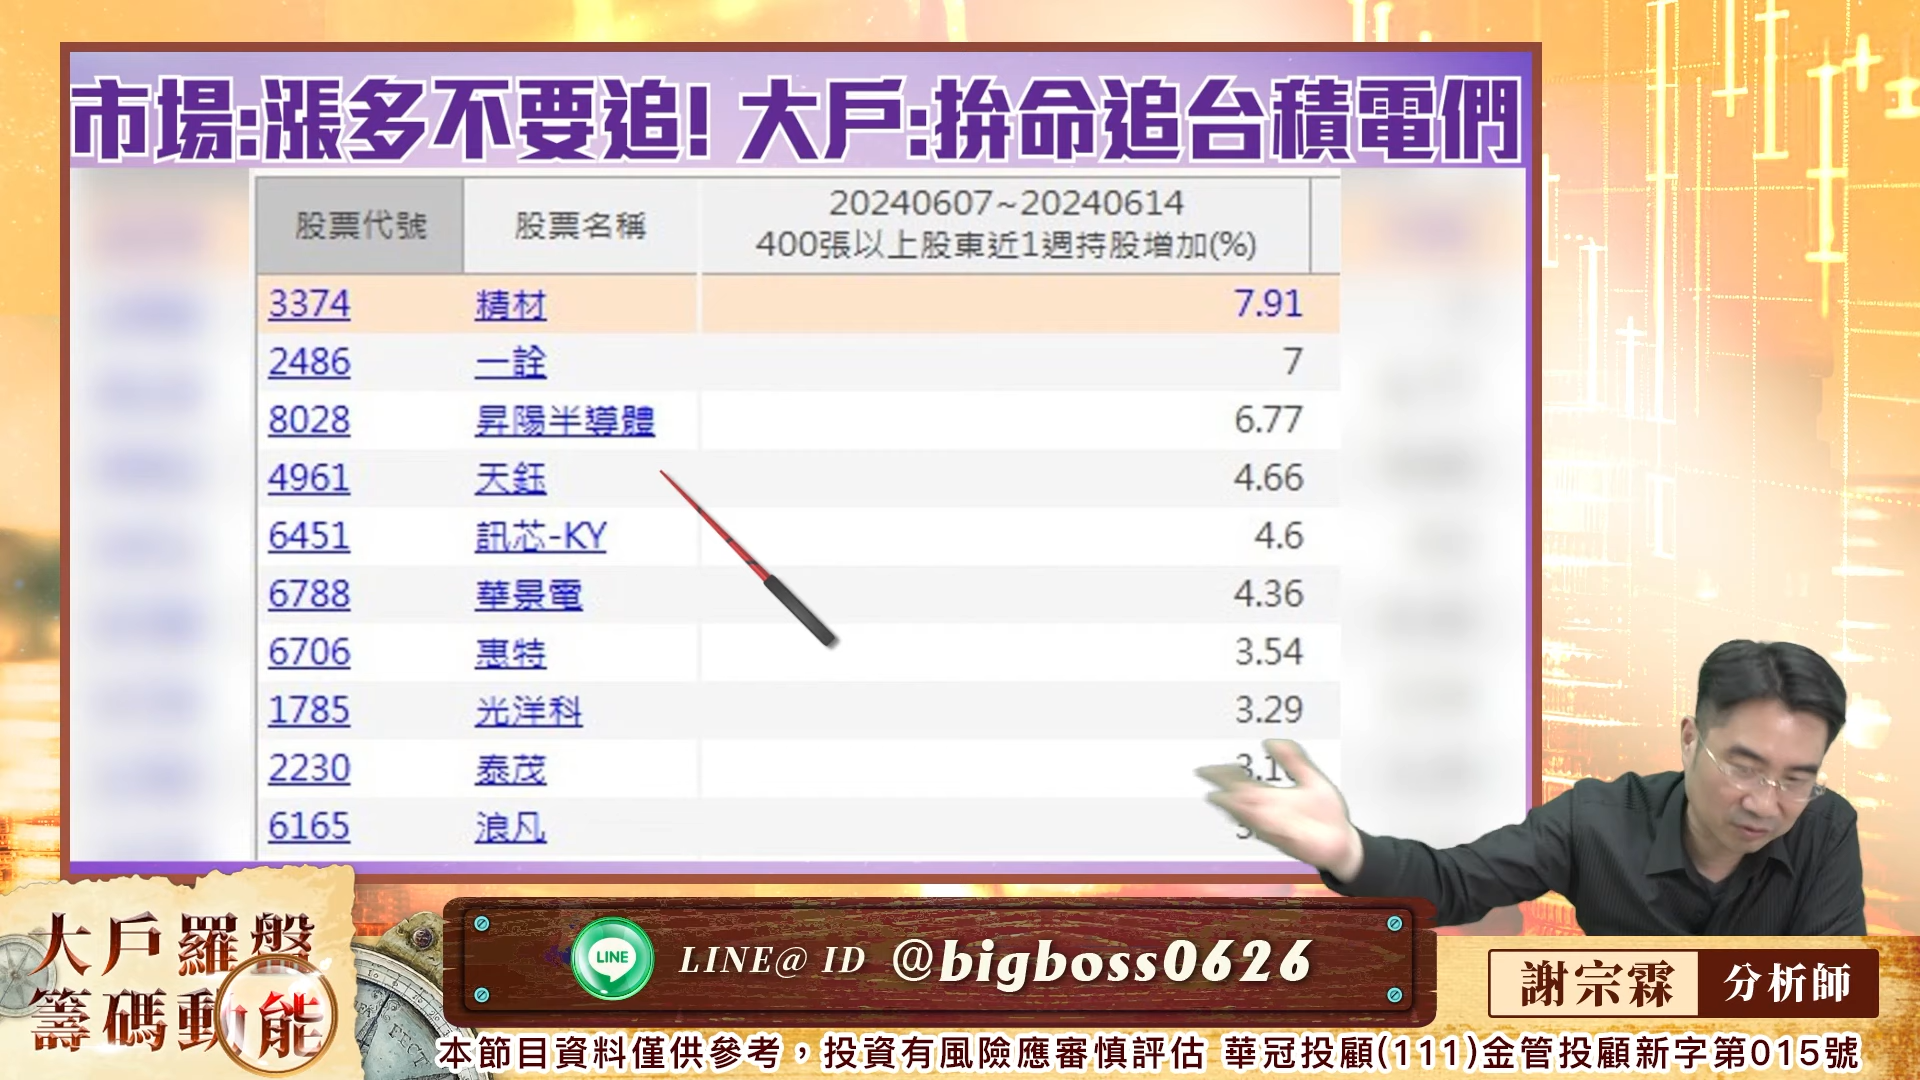 市場:漲多不要追! 大戶:拚命追台積電們
股票代號 股票名稱 20240607~20240614
400張以上股東近1週持股增加(%)
3374 精材 7.91
2486 一詮 7
8028 昇陽半導體 6.77
4961 天鈺 4.66
6451 訊芯-KY 4.6
6788 華景電 4.36
6706 惠特 3.54
1785 光洋科 3.29
2230 泰茂
6165 浪凡
大戶羅盤
籌碼動能
LINE LINE@ ID @bigboss0626
謝宗霖 分析師
本節目資料僅供參考，投資有風險應審慎評估 華冠投顧(111)金管投顧新字第015號